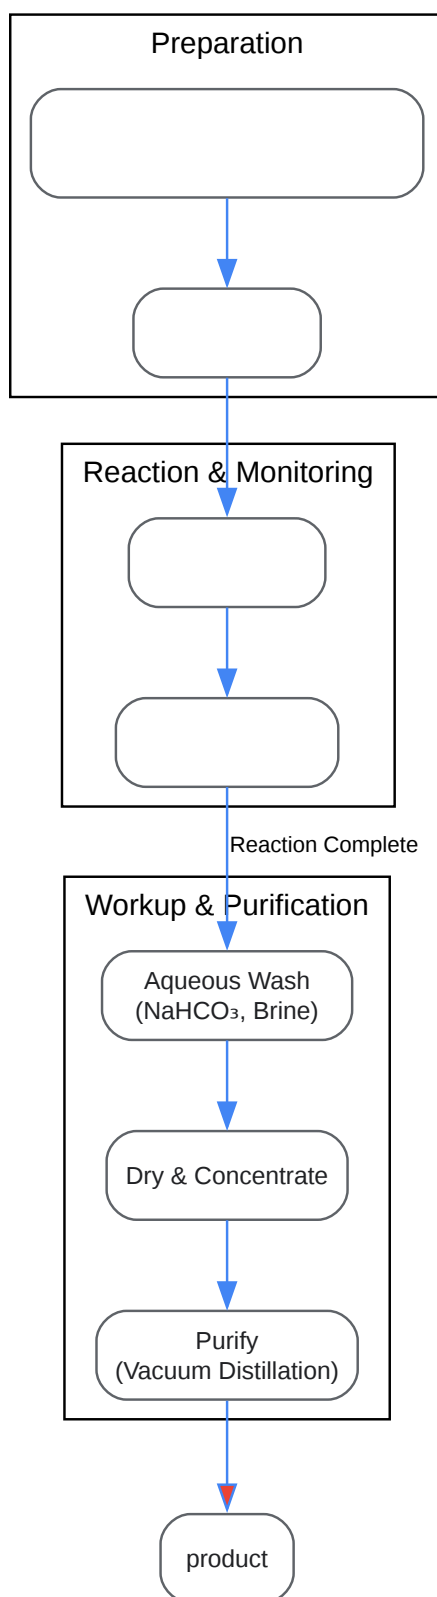 Preparation
Reaction & Monitoring
Reaction Complete
Workup & Purification
Aqueous Wash
(NaHCO₃, Brine)
Dry & Concentrate
Purify
(Vacuum Distillation)
product